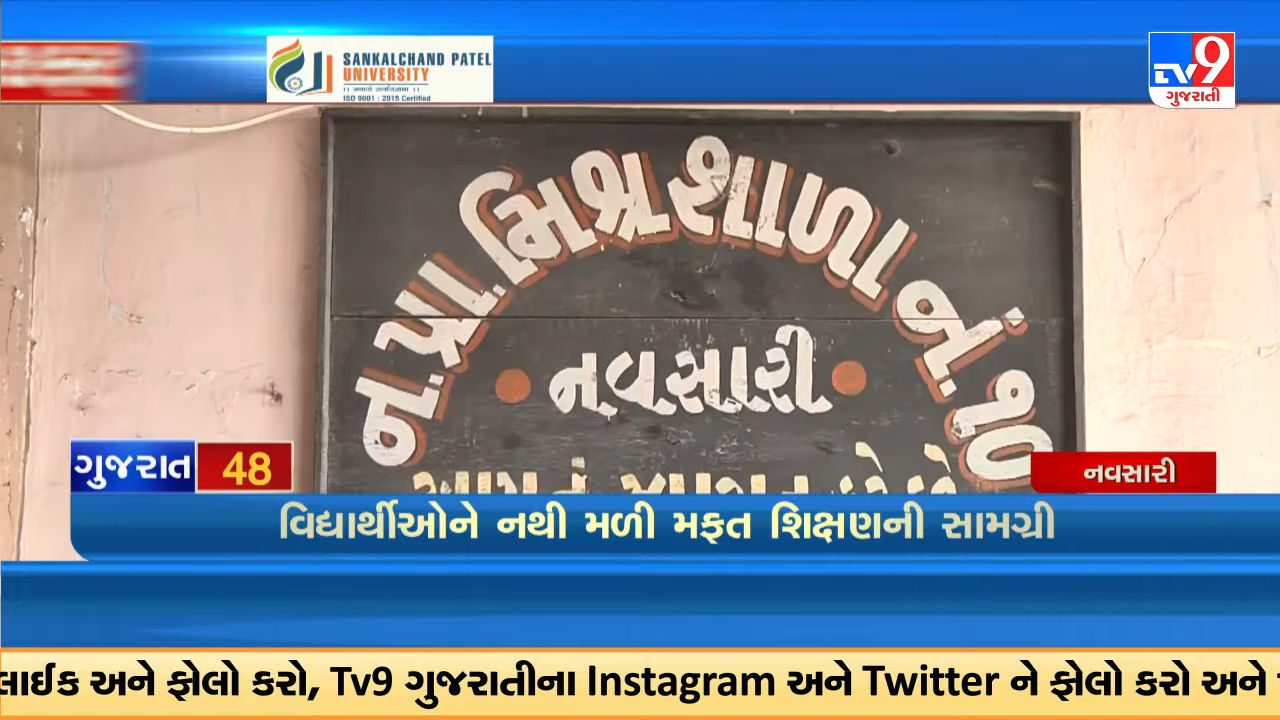 SANKALCHAND PATEL
UNIVERSITY
ISO 9001 : 2015 Certified
TV9
ગુજરાતી
ન.પ્રા.મિશ્રશાળા નં.૧૦
નવસારી
ગુજરાત 48
નવસારી
વિદ્યાર્થીઓને નથી મળી મફત શિક્ષણની સામગ્રી
લાઈક અને ફોલો કરો, Tv9 ગુજરાતીના Instagram અને Twitter ને ફોલો કરો અને